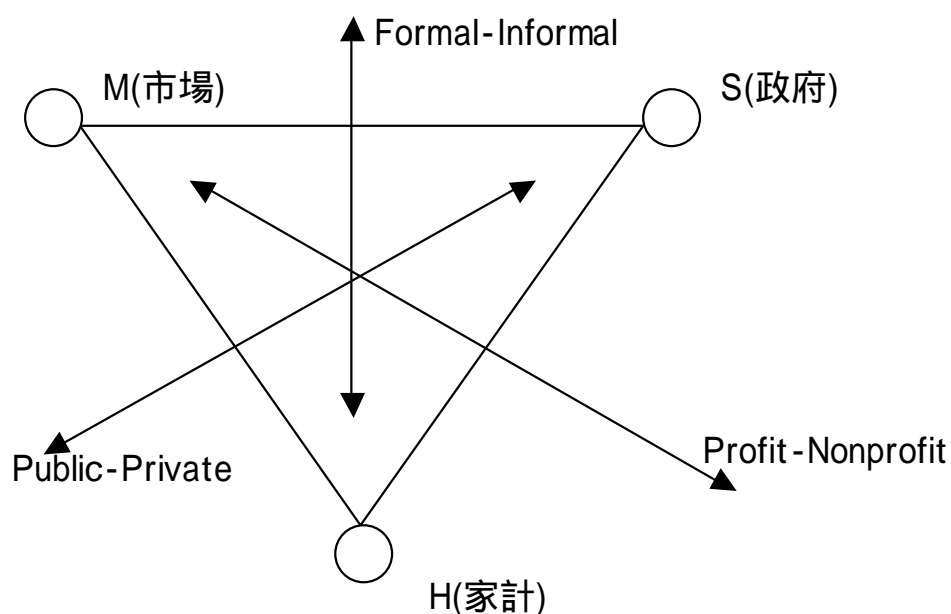 Formal-Informal
M(市場)
S(政府)
Public-Private
Profit-Nonprofit
H(家計)